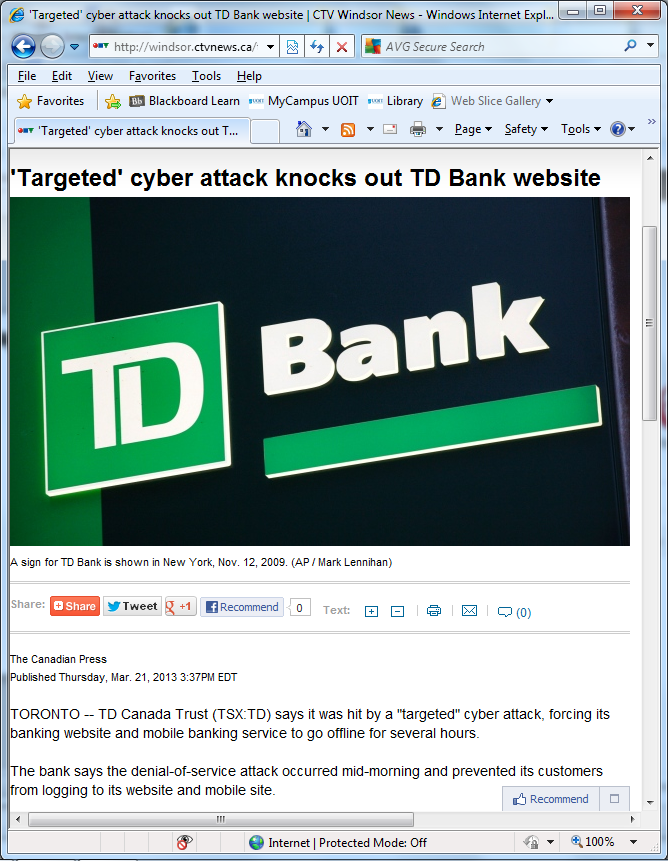 'Targeted' cyber attack knocks out TD Bank website | CTV Windsor News - Windows Internet Expl...
http://windsor.ctvnews.ca/
AVG Secure Search
File Edit View Favorites Tools Help
Favorites Bb Blackboard Learn UOIT MyCampus UOIT UOIT Library Web Slice Gallery
'Targeted' cyber attack knocks out T...
Page Safety Tools
'Targeted' cyber attack knocks out TD Bank website
TD Bank
A sign for TD Bank is shown in New York, Nov. 12, 2009. (AP / Mark Lennihan)
Share: Share Tweet g +1 Recommend 0 Text: (0)
The Canadian Press
Published Thursday, Mar. 21, 2013 3:37PM EDT
TORONTO -- TD Canada Trust (TSX:TD) says it was hit by a "targeted" cyber attack, forcing its
banking website and mobile banking service to go offline for several hours.
The bank says the denial-of-service attack occurred mid-morning and prevented its customers
from logging to its website and mobile site.
Recommend
Internet | Protected Mode: Off
100%